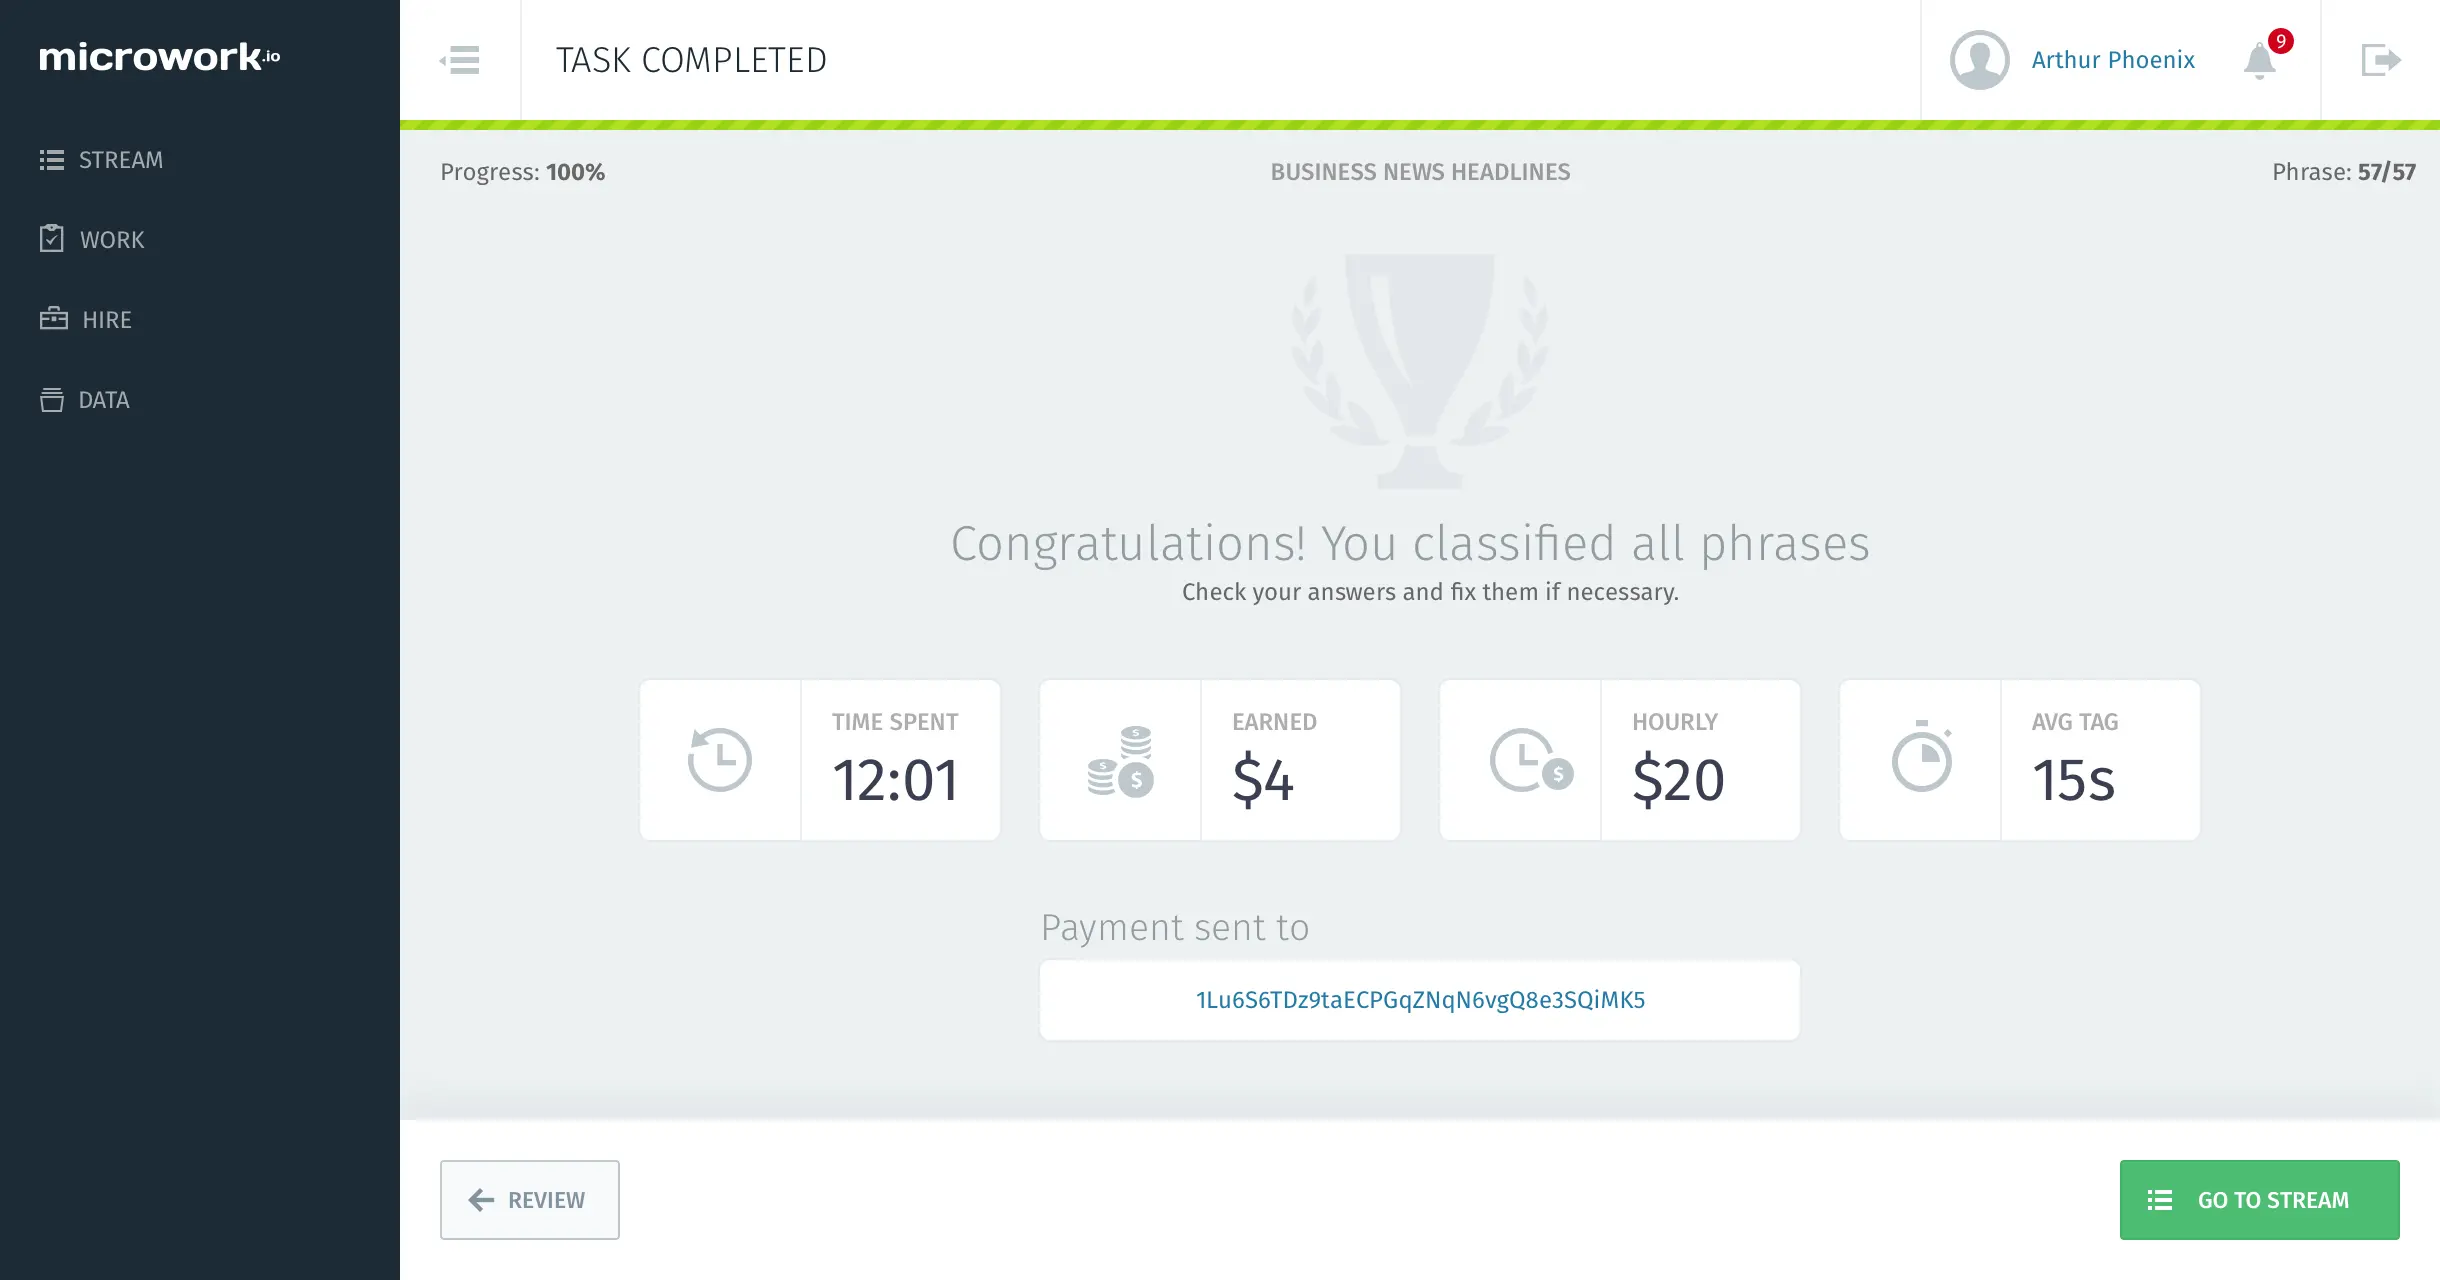 microwork.io
STREAM
WORK
HIRE
DATA
TASK COMPLETED
Arthur Phoenix
9
Progress: 100%
BUSINESS NEWS HEADLINES
Phrase: 57/57
Congratulations! You classified all phrases
Check your answers and fix them if necessary.
TIME SPENT
12:01
EARNED
$4
HOURLY
$20
AVG TAG
15s
Payment sent to
1Lu6S6TDz9taECPGqZNqN6vgQ8e3SQiMK5
REVIEW
GO TO STREAM